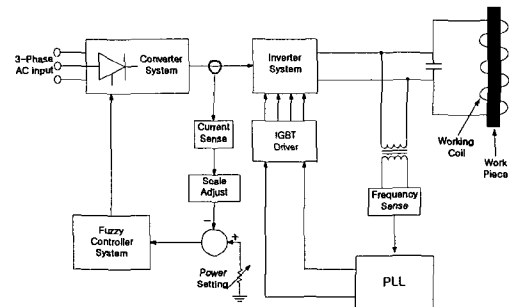 3-Phase
AC input
Converter
System
Inverter
System
Current
Sense
IGBT
Driver
Working
Coil
Work
Piece
Scale
Adjust
Frequency
Sense
Fuzzy
Controller
System
−
+
Power
Setting
PLL